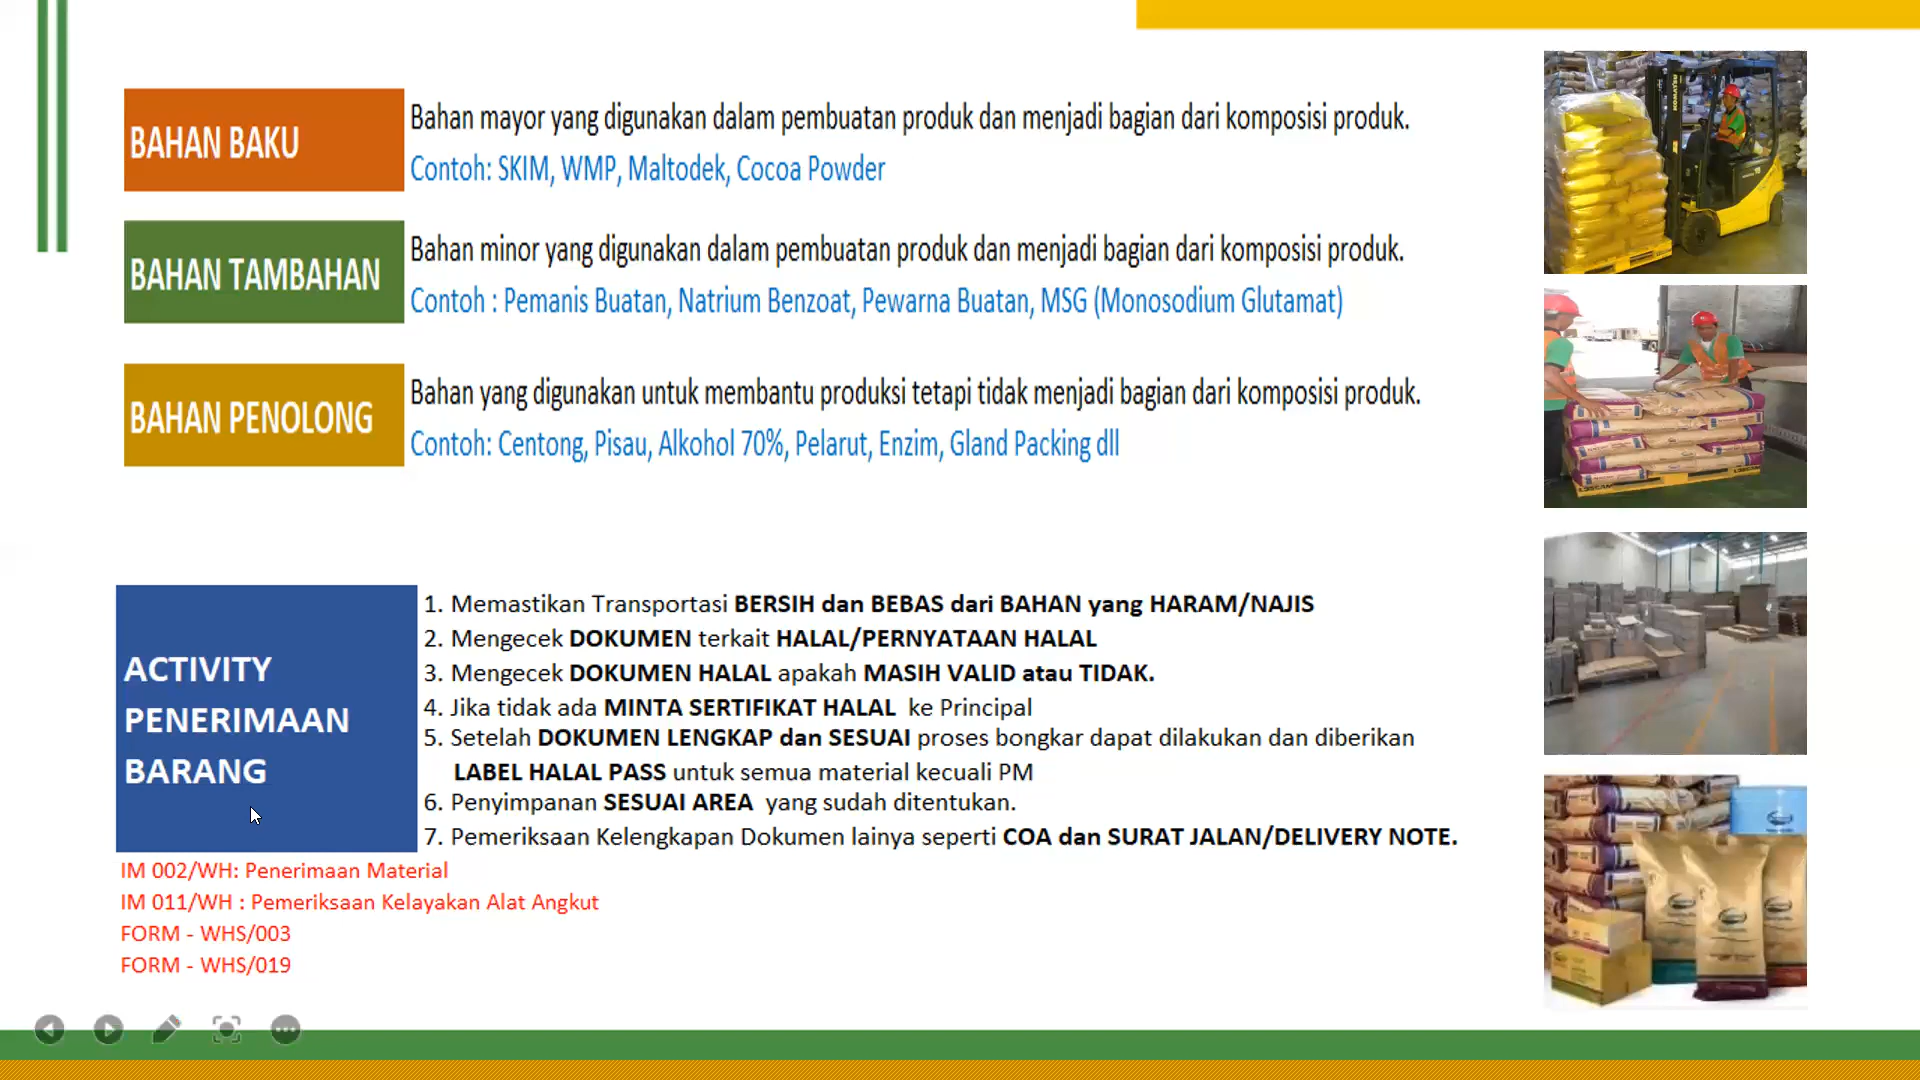 BAHAN BAKU
Bahan mayor yang digunakan dalam pembuatan produk dan menjadi bagian dari komposisi produk.
Contoh: SKIM, WMP, Maltodek, Cocoa Powder
BAHAN TAMBAHAN
Bahan minor yang digunakan dalam pembuatan produk dan menjadi bagian dari komposisi produk.
Contoh : Pemanis Buatan, Natrium Benzoat, Pewarna Buatan, MSG (Monosodium Glutamat)
BAHAN PENOLONG
Bahan yang digunakan untuk membantu produksi tetapi tidak menjadi bagian dari komposisi produk.
Contoh: Centong, Pisau, Alkohol 70%, Pelarut, Enzim, Gland Packing dll
ACTIVITY
PENERIMAAN
BARANG
1. Memastikan Transportasi BERSIH dan BEBAS dari BAHAN yang HARAM/NAJIS
2. Mengecek DOKUMEN terkait HALAL/PERNYATAAN HALAL
3. Mengecek DOKUMEN HALAL apakah MASIH VALID atau TIDAK.
4. Jika tidak ada MINTA SERTIFIKAT HALAL ke Principal
5. Setelah DOKUMEN LENGKAP dan SESUAI proses bongkar dapat dilakukan dan diberikan
LABEL HALAL PASS untuk semua material kecuali PM
6. Penyimpanan SESUAI AREA yang sudah ditentukan.
7. Pemeriksaan Kelengkapan Dokumen lainya seperti COA dan SURAT JALAN/DELIVERY NOTE.
IM 002/WH: Penerimaan Material
IM 011/WH : Pemeriksaan Kelayakan Alat Angkut
FORM - WHS/003
FORM - WHS/019
KOMATSU